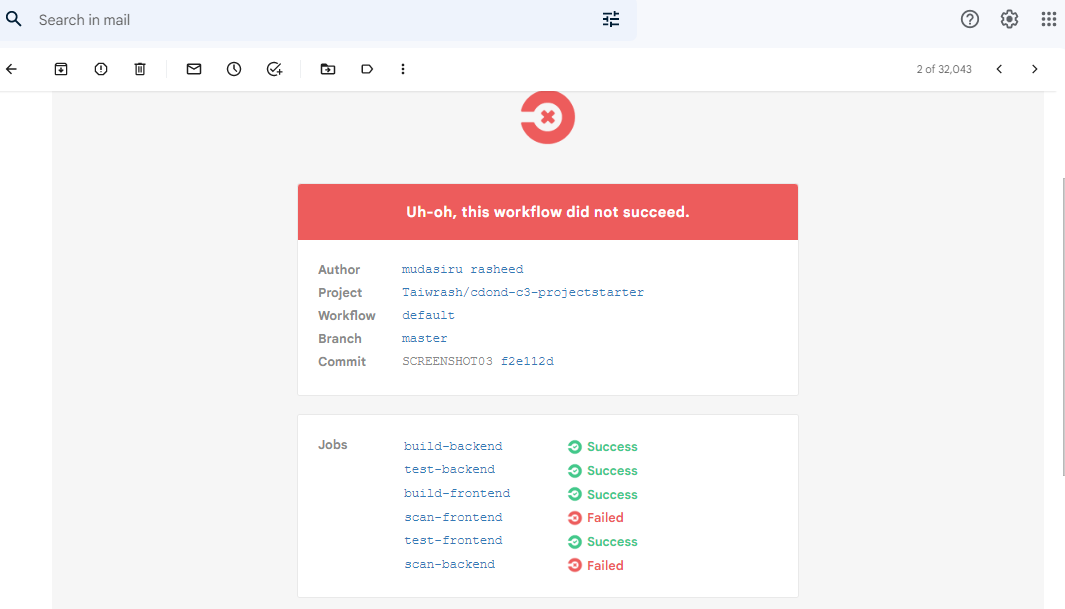 Search in mail
2 of 32,043
Uh-oh, this workflow did not succeed.
Author mudasiru rasheed
Project Taiwrash/cdond-c3-projectstarter
Workflow default
Branch master
Commit SCREENSHOT03 f2e112d
Jobs build-backend Success
test-backend Success
build-frontend Success
scan-frontend Failed
test-frontend Success
scan-backend Failed